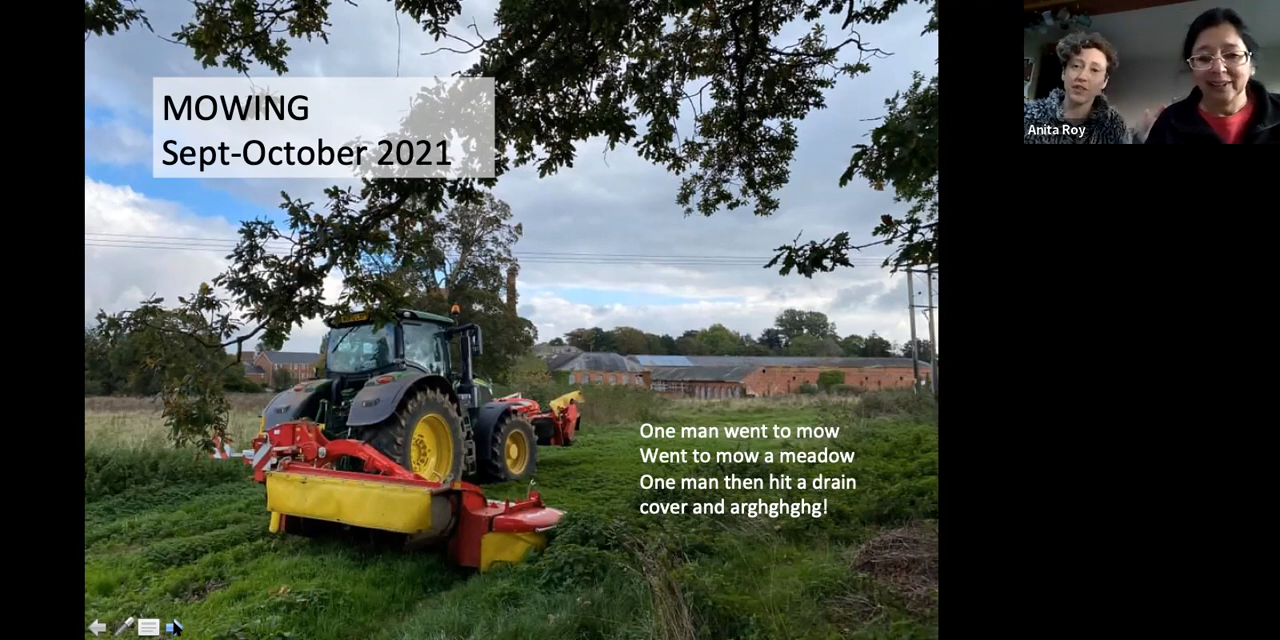 MOWING
Sept-October 2021
Anita Roy
One man went to mow
Went to mow a meadow
One man then hit a drain
cover and arghghghg!